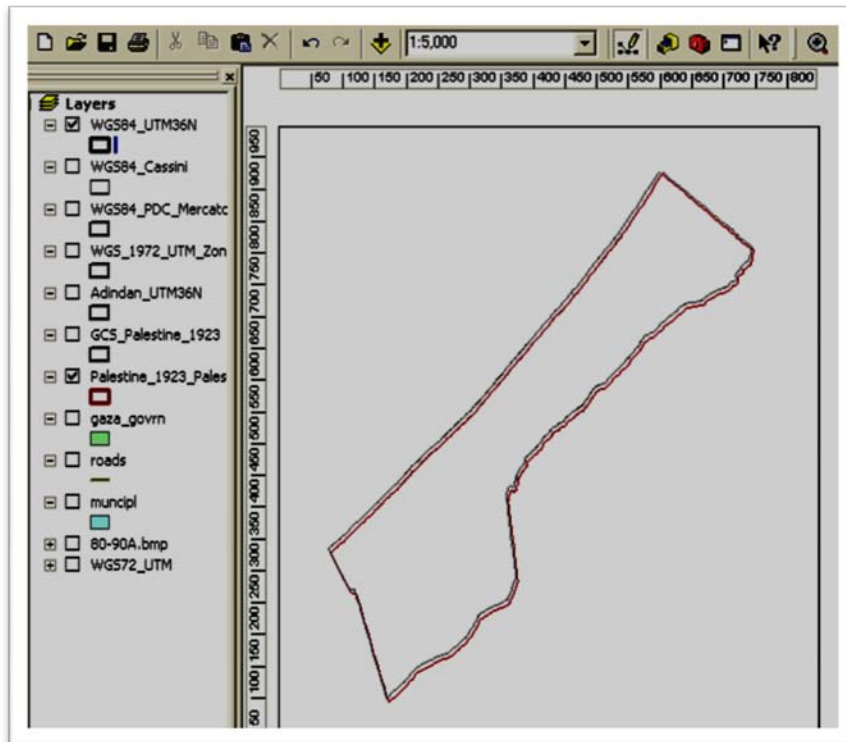 1:5,000
50 100 150 200 250 300 350 400 450 500 550 600 650 700 750 800
Layers
WGS84_UTM36N
WGS84_Cassini
WGS84_PDC_Mercatc
WGS_1972_UTM_Zon
Adindan_UTM36N
GCS_Palestine_1923
Palestine_1923_Pales
gaza_govrn
roads
muncipl
80-90A.bmp
WGS72_UTM
950
900
850
800
750
700
650
600
550
500
450
400
350
300
250
200
150
100
50